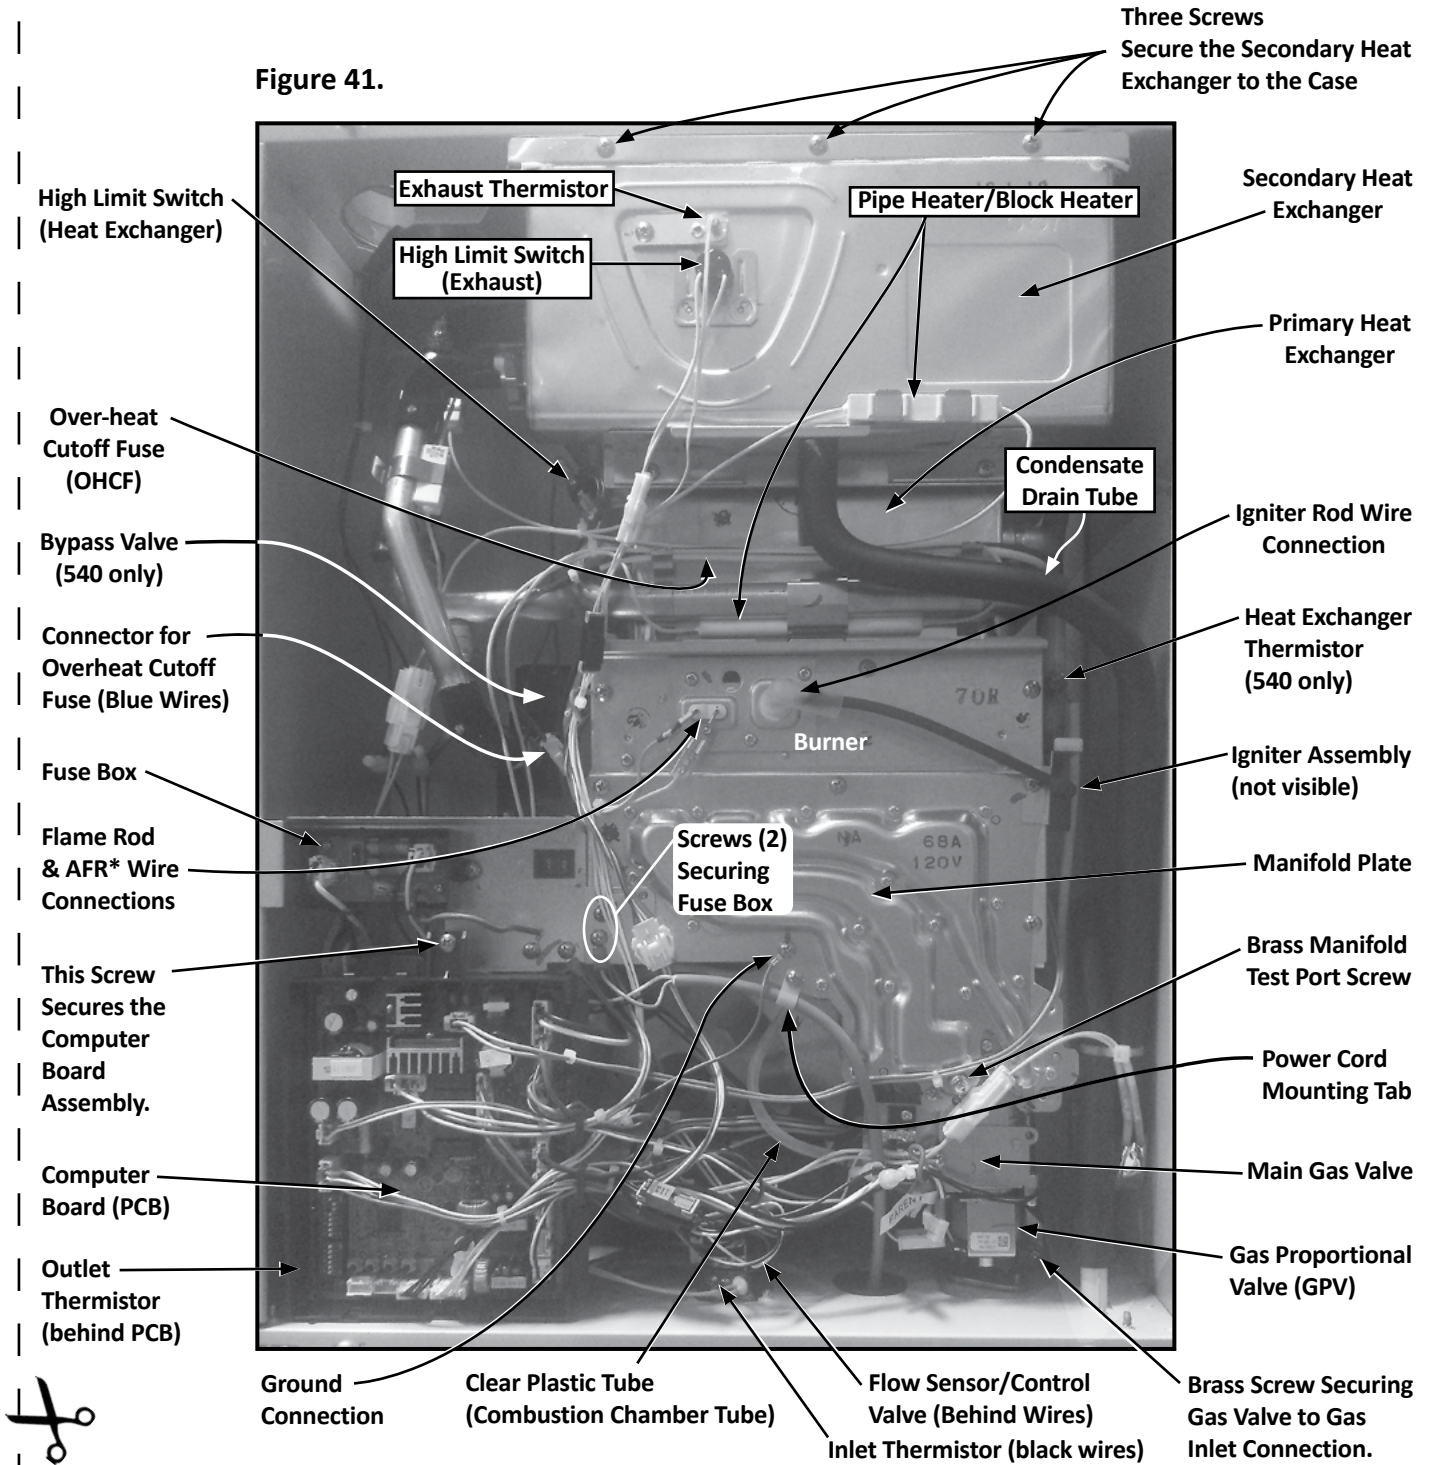 Three Screws
Secure the Secondary Heat
Exchanger to the Case
Figure 41.
High Limit Switch
(Heat Exchanger)
Exhaust Thermistor
High Limit Switch
(Exhaust)
Pipe Heater/Block Heater
Secondary Heat
Exchanger
Primary Heat
Exchanger
Over-heat
Cutoff Fuse
(OHCF)
Condensate
Drain Tube
Igniter Rod Wire
Connection
Bypass Valve
(540 only)
Connector for
Overheat Cutoff
Fuse (Blue Wires)
Heat Exchanger
Thermistor
(540 only)
70R
Burner
Igniter Assembly
(not visible)
Fuse Box
Flame Rod
& AFR* Wire
Connections
Screws (2)
Securing
Fuse Box
NA
68A
120V
Manifold Plate
This Screw
Secures the
Computer
Board
Assembly.
Brass Manifold
Test Port Screw
Power Cord
Mounting Tab
Computer
Board (PCB)
Main Gas Valve
Outlet
Thermistor
(behind PCB)
Gas Proportional
Valve (GPV)
Ground
Connection
Clear Plastic Tube
(Combustion Chamber Tube)
Flow Sensor/Control
Valve (Behind Wires)
Inlet Thermistor (black wires)
Brass Screw Securing
Gas Valve to Gas
Inlet Connection.